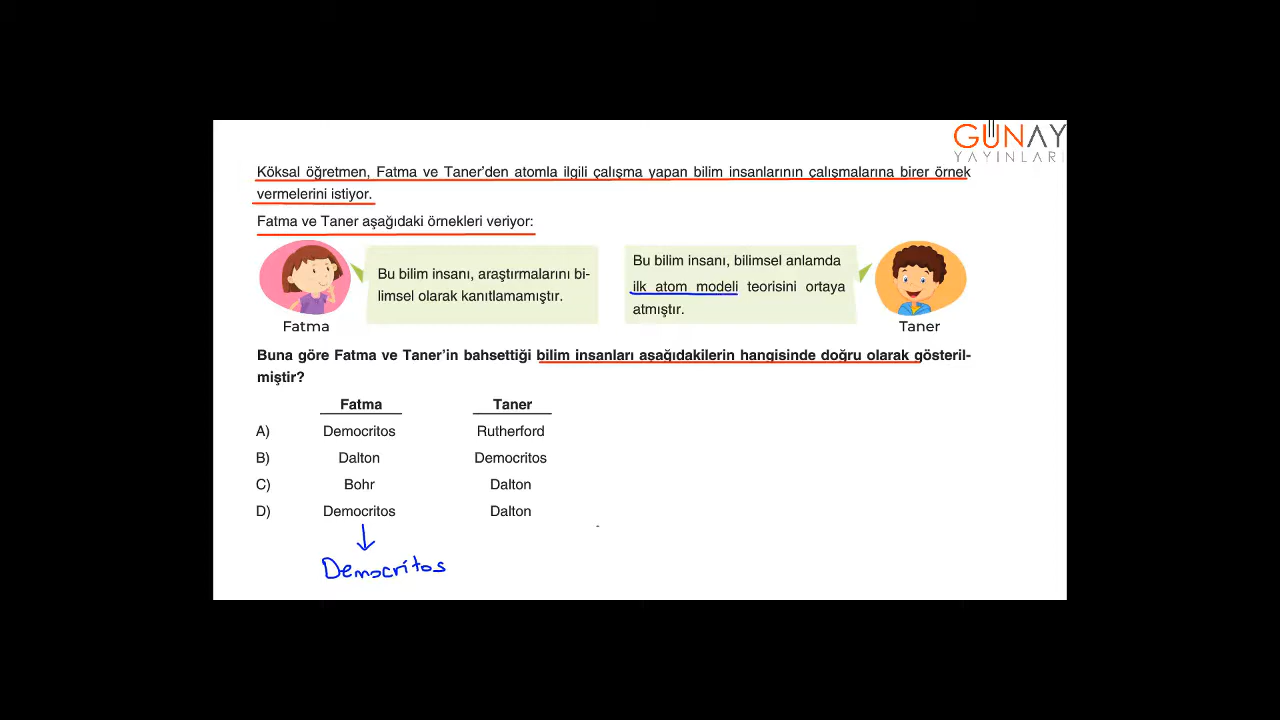 GÜNAY
YAYINLARI
Köksal öğretmen, Fatma ve Taner'den atomla ilgili çalışma yapan bilim insanlarının çalışmalarına birer örnek
vermelerini istiyor.
Fatma ve Taner aşağıdaki örnekleri veriyor:
Bu bilim insanı, araştırmalarını bi-
limsel olarak kanıtlamamıştır.
Fatma
Bu bilim insanı, bilimsel anlamda
ilk atom modeli teorisini ortaya
atmıştır.
Taner
Buna göre Fatma ve Taner'in bahsettiği bilim insanları aşağıdakilerin hangisinde doğru olarak gösteril-
miştir?
Fatma Taner
A) Democritos Rutherford
B) Dalton Democritos
C) Bohr Dalton
D) Democritos Dalton
Democritos